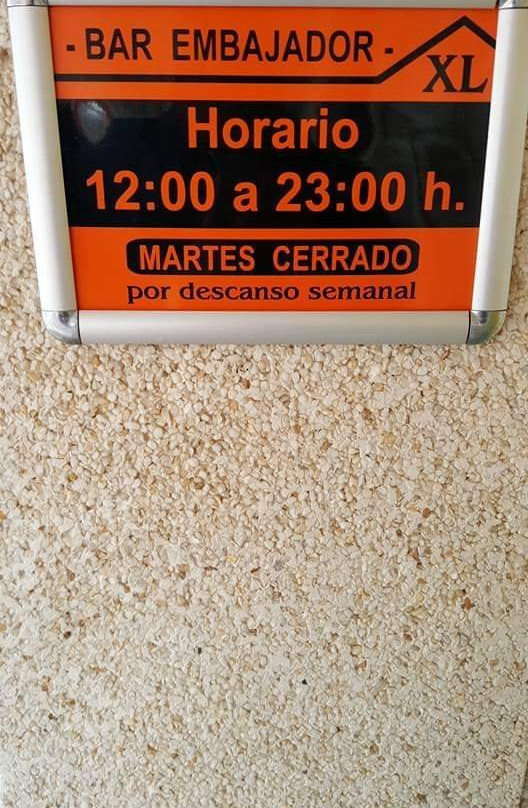 - BAR EMBAJADOR -
XL
Horario
12:00 a 23:00 h.
MARTES CERRADO
por descanso semanal